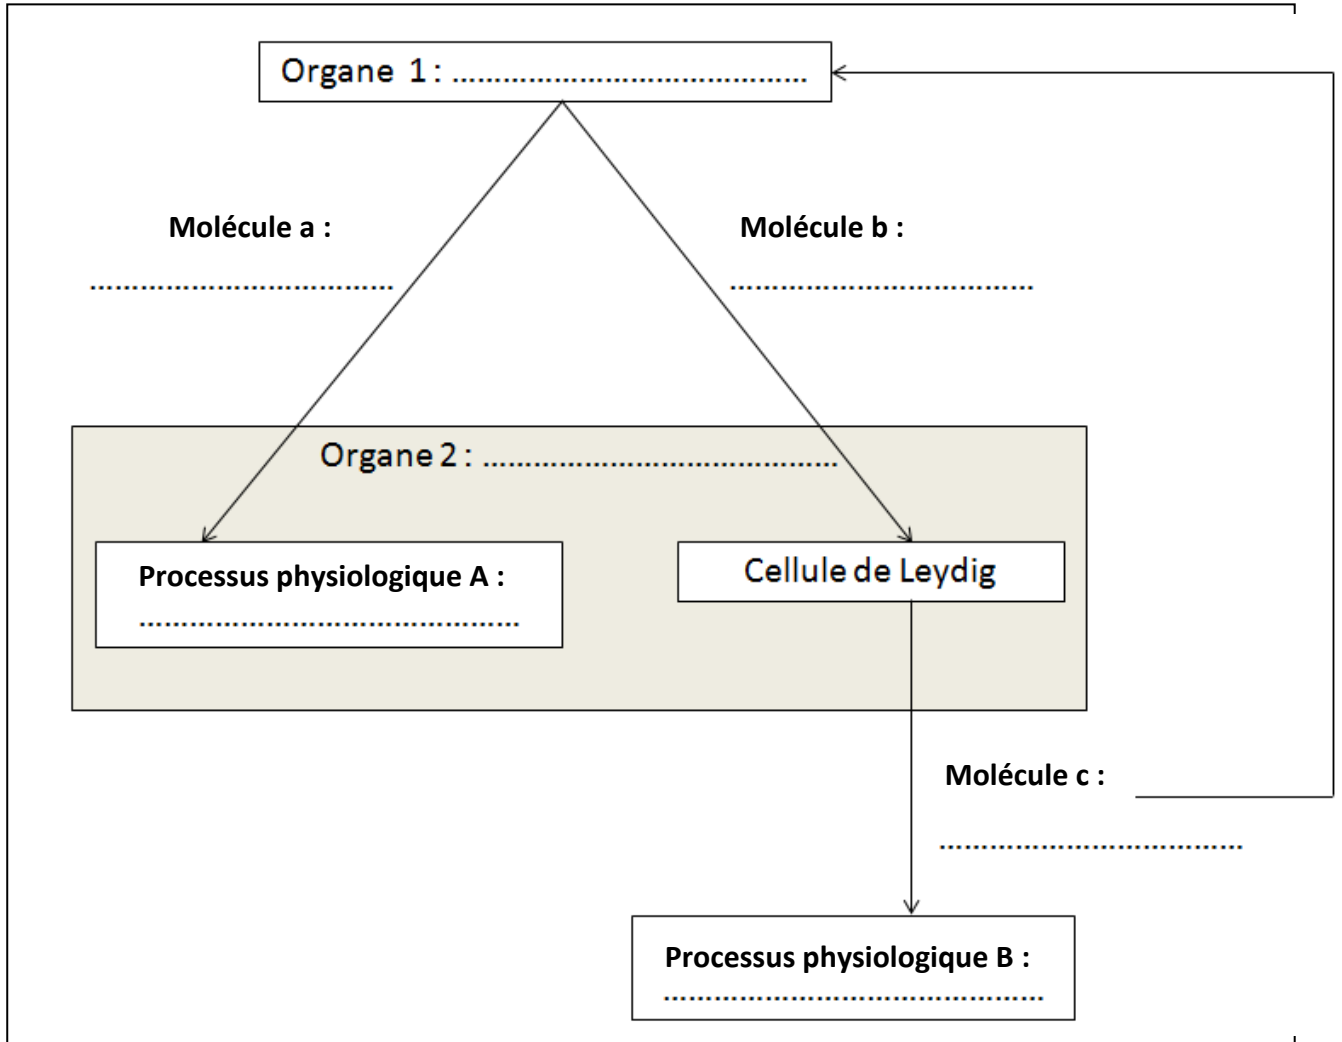 Organe 1 : ..........................................
Molécule a :
....................................
Molécule b :
....................................
Organe 2 : ..........................................
Processus physiologique A :
.............................................
Cellule de Leydig
Molécule c :
....................................
Processus physiologique B :
.............................................